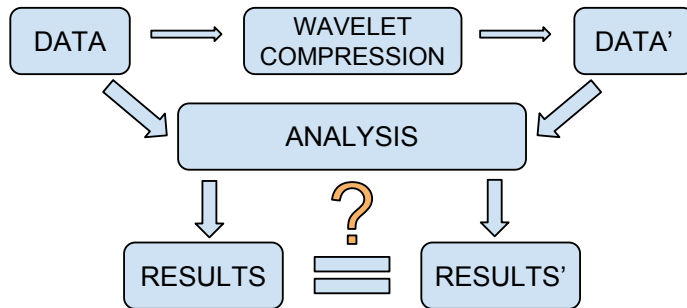 DATA
WAVELET
COMPRESSION
DATA’
ANALYSIS
?
RESULTS
RESULTS’